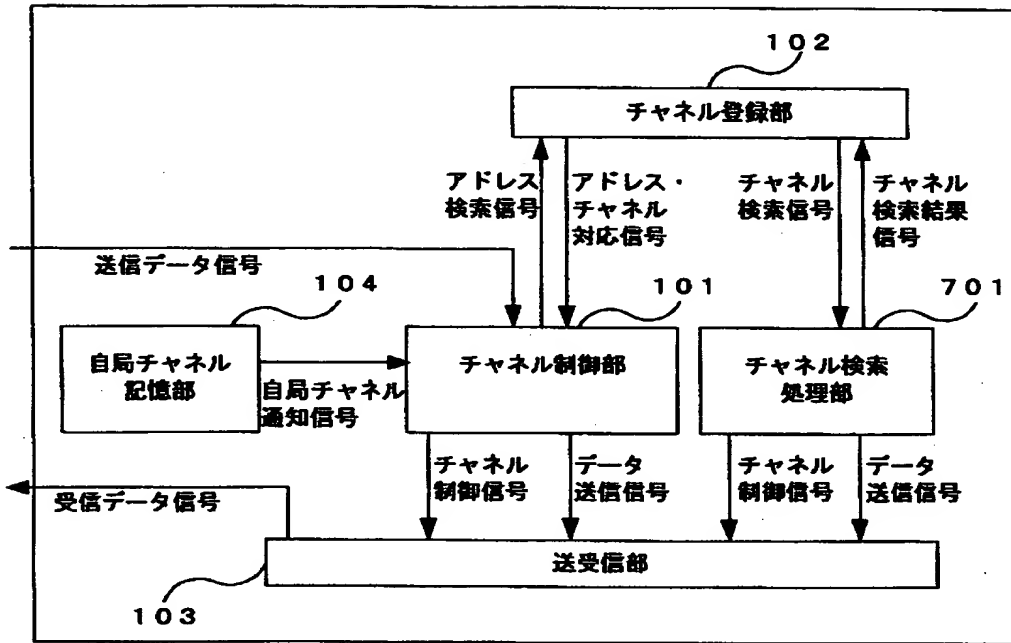 １０２
チャネル登録部
アドレス
検索信号
アドレス・
チャネル
対応信号
チャネル
検索信号
チャネル
検索結果
信号
送信データ信号
１０４
１０１
７０１
自局チャネル
記憶部
自局チャネル
通知信号
チャネル制御部
チャネル検索
処理部
チャネル
制御信号
データ
送信信号
チャネル
制御信号
データ
送信信号
受信データ信号
送受信部
１０３